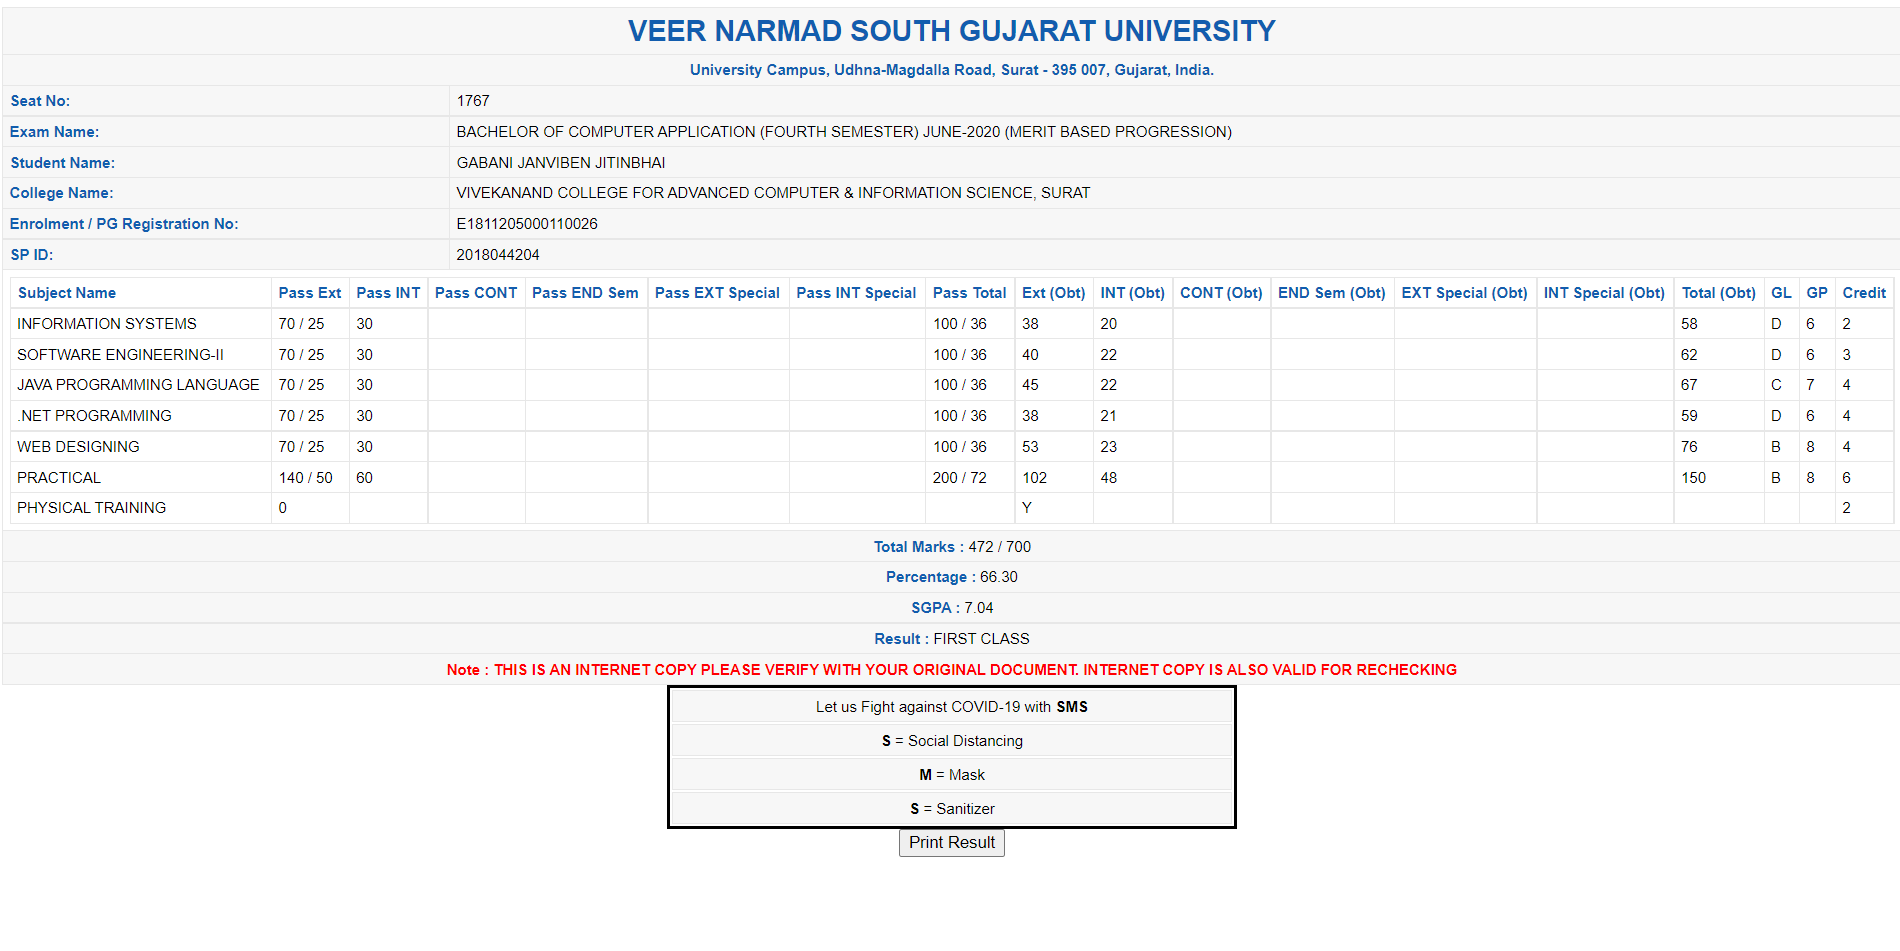 VEER NARMAD SOUTH GUJARAT UNIVERSITY
University Campus, Udhna-Magdalla Road, Surat - 395 007, Gujarat, India.
Seat No: 1767
Exam Name: BACHELOR OF COMPUTER APPLICATION (FOURTH SEMESTER) JUNE-2020 (MERIT BASED PROGRESSION)
Student Name: GABANI JANVIBEN JITINBHAI
College Name: VIVEKANAND COLLEGE FOR ADVANCED COMPUTER & INFORMATION SCIENCE, SURAT
Enrolment / PG Registration No: E1811205000110026
SP ID: 2018044204
Subject Name Pass Ext Pass INT Pass CONT Pass END Sem Pass EXT Special Pass INT Special Pass Total Ext (Obt) INT (Obt) CONT (Obt) END Sem (Obt) EXT Special (Obt) INT Special (Obt) Total (Obt) GL GP Credit
INFORMATION SYSTEMS 70 / 25 30 100 / 36 38 20 58 D 6 2
SOFTWARE ENGINEERING-II 70 / 25 30 100 / 36 40 22 62 D 6 3
JAVA PROGRAMMING LANGUAGE 70 / 25 30 100 / 36 45 22 67 C 7 4
.NET PROGRAMMING 70 / 25 30 100 / 36 38 21 59 D 6 4
WEB DESIGNING 70 / 25 30 100 / 36 53 23 76 B 8 4
PRACTICAL 140 / 50 60 200 / 72 102 48 150 B 8 6
PHYSICAL TRAINING 0 Y 2
Total Marks : 472 / 700
Percentage : 66.30
SGPA : 7.04
Result : FIRST CLASS
Note : THIS IS AN INTERNET COPY PLEASE VERIFY WITH YOUR ORIGINAL DOCUMENT. INTERNET COPY IS ALSO VALID FOR RECHECKING
Let us Fight against COVID-19 with SMS
S = Social Distancing
M = Mask
S = Sanitizer
Print Result